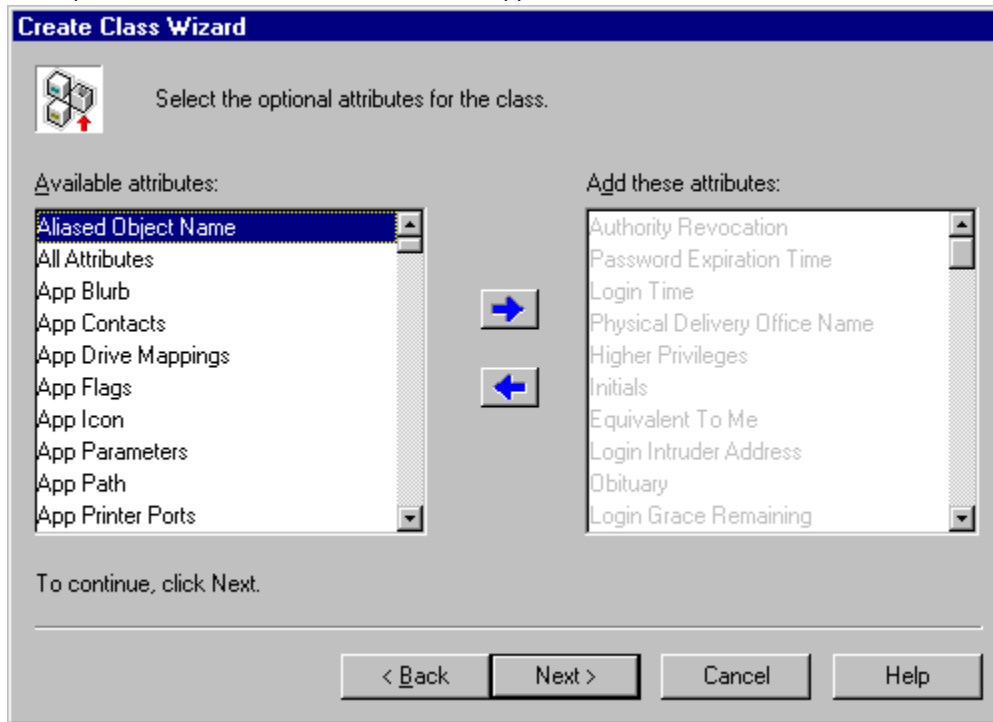 Create Class Wizard
Select the optional attributes for the class.
Available attributes:
Aliased Object Name
All Attributes
App Blurb
App Contacts
App Drive Mappings
App Flags
App Icon
App Parameters
App Path
App Printer Ports
Add these attributes:
Authority Revocation
Password Expiration Time
Login Time
Physical Delivery Office Name
Higher Privileges
Initials
Equivalent To Me
Login Intruder Address
Obituary
Login Grace Remaining
To continue, click Next.
< Back Next > Cancel Help